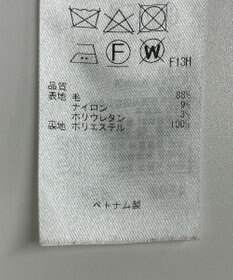 F W F13H
品質
表地 毛 88%
ナイロン 9%
ポリウレタン 3%
裏地 ポリエステル 100%
ベトナム製